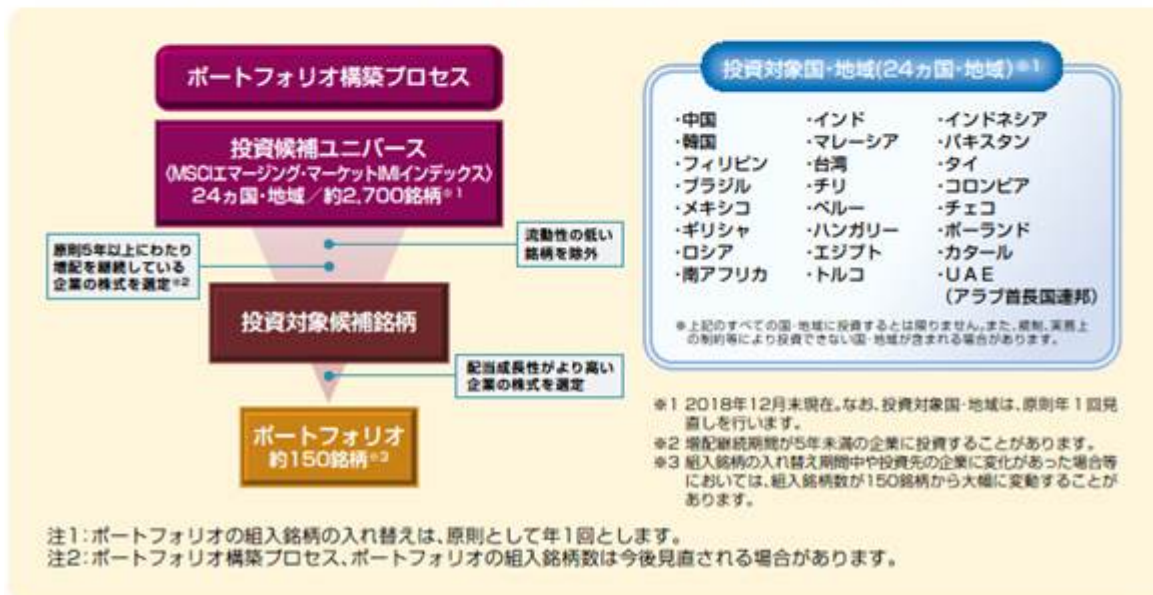 ポートフォリオ構築プロセス
投資候補ユニバース
〈MSCIエマージング・マーケットIMIインデックス〉
24ヵ国・地域/約2,700銘柄※1
原則5年以上にわたり
増配を継続している
企業の株式を選定※2
流動性の低い
銘柄を除外
投資対象候補銘柄
配当成長性がより高い
企業の株式を選定
ポートフォリオ
約150銘柄※3
投資対象国・地域(24ヵ国・地域)※1
・中国 ・インド ・インドネシア
・韓国 ・マレーシア ・パキスタン
・フィリピン ・台湾 ・タイ
・ブラジル ・チリ ・コロンビア
・メキシコ ・ペルー ・チェコ
・ギリシャ ・ハンガリー ・ポーランド
・ロシア ・エジプト ・カタール
・南アフリカ ・トルコ ・UAE
(アラブ首長国連邦)
※上記のすべての国・地域に投資するとは限りません。また、規制、実務上
の制約等により投資できない国・地域が含まれる場合があります。
※1 2018年12月末現在。なお、投資対象国・地域は、原則年1回見
直しを行います。
※2 増配継続期間が5年未満の企業に投資することがあります。
※3 組入銘柄の入れ替え期間中や投資先の企業に変化があった場合等
においては、組入銘柄数が150銘柄から大幅に変動することが
あります。
注1:ポートフォリオの組入銘柄の入れ替えは、原則として年1回とします。
注2:ポートフォリオ構築プロセス、ポートフォリオの組入銘柄数は今後見直される場合があります。